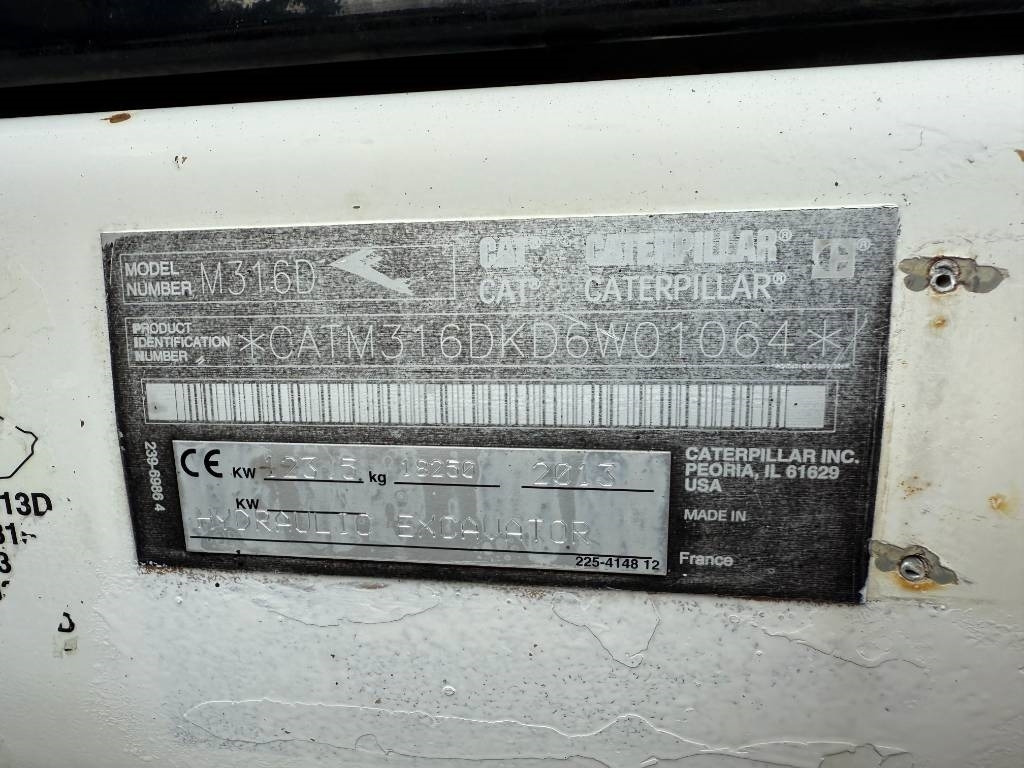 MODEL NUMBER M316D
CAT® CATERPILLAR®
CAT® CATERPILLAR®
PRODUCT IDENTIFICATION NUMBER *CATM316DKD6W01064*
239-6986 4
CE KW 123.5 kg 18250 2013
KW
HYDRAULIC EXCAVATOR
225-4148 12
CATERPILLAR INC.
PEORIA, IL 61629
USA
MADE IN
France
13D